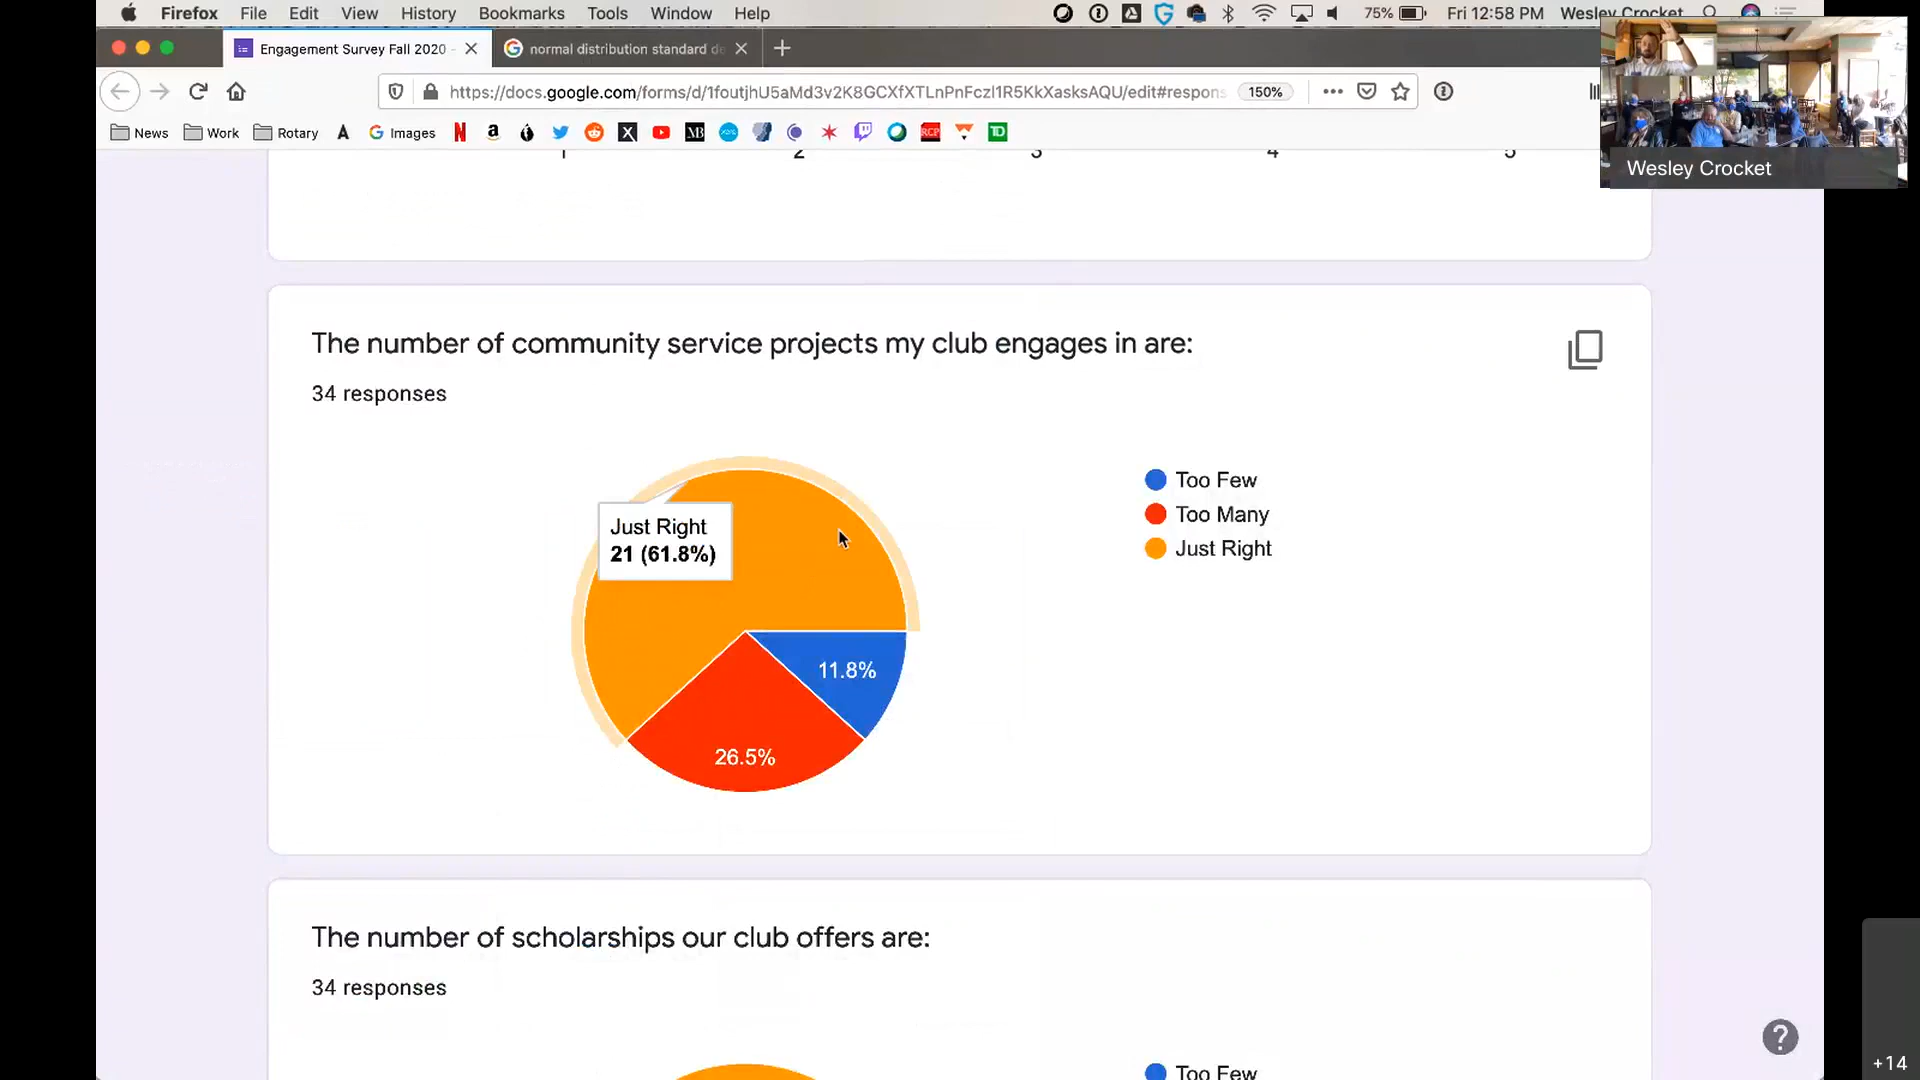 Firefox File Edit View History Bookmarks Tools Window Help 75% Fri 12:58 PM Wesley Crocket
Engagement Survey Fall 2020 - normal distribution standard de
https://docs.google.com/forms/d/1foutjhU5aMd3v2K8GCXfXTLnPnFczI1R5KkXasksAQU/edit#respons 150%
News Work Rotary Images
Wesley Crocket
1 2 3 4 5
The number of community service projects my club engages in are:
34 responses
Too Few
Too Many
Just Right
Just Right
21 (61.8%)
11.8%
26.5%
The number of scholarships our club offers are:
34 responses
Too Few
+14